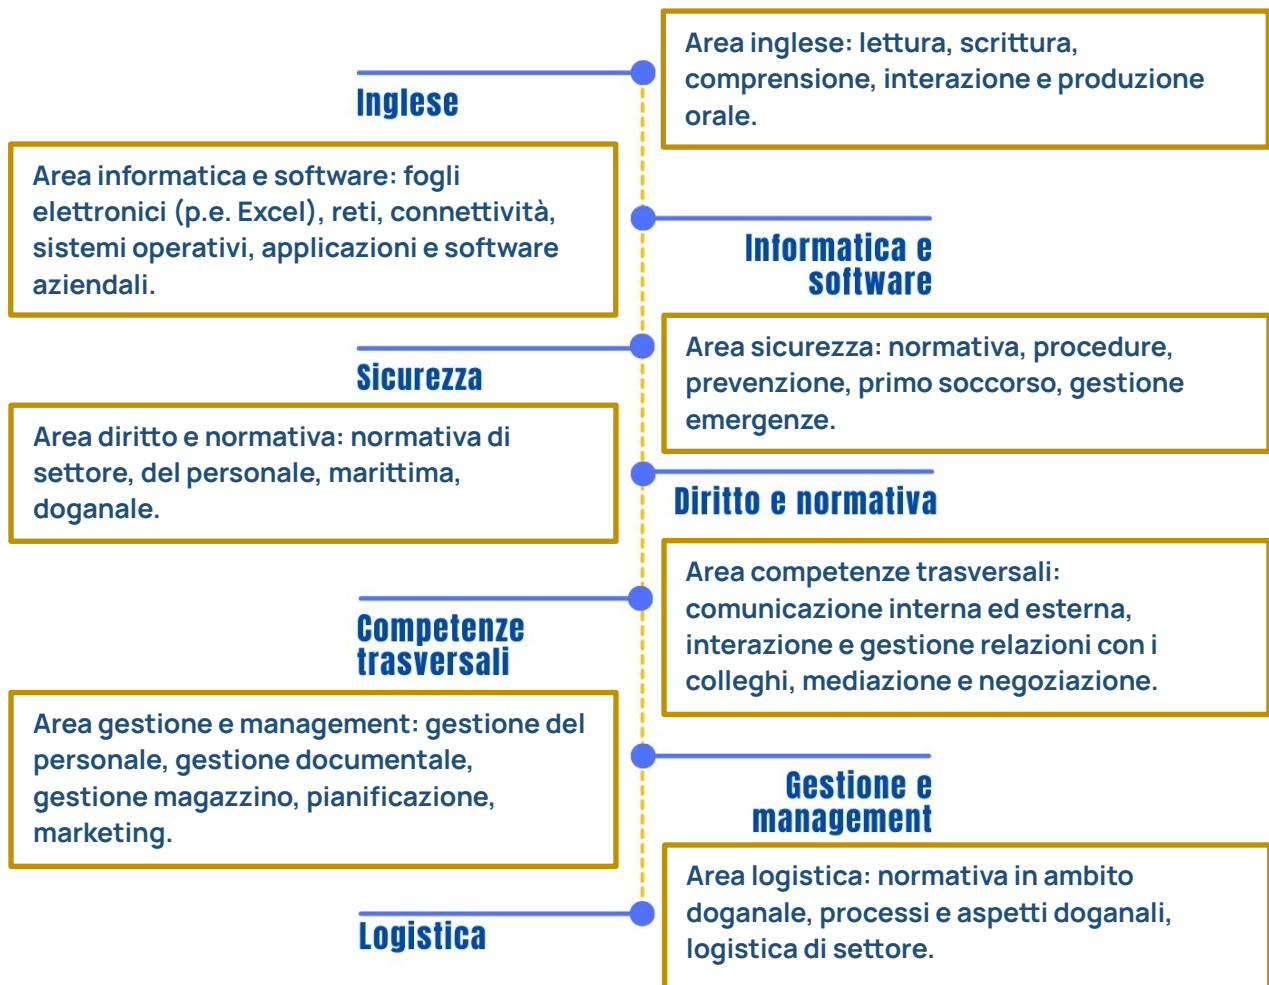 Inglese
Area inglese: lettura, scrittura,
comprensione, interazione e produzione
orale.
Area informatica e software: fogli
elettronici (p.e. Excel), reti, connettività,
sistemi operativi, applicazioni e software
aziendali.
Informatica e
software
Sicurezza
Area sicurezza: normativa, procedure,
prevenzione, primo soccorso, gestione
emergenze.
Area diritto e normativa: normativa di
settore, del personale, marittima,
doganale.
Diritto e normativa
Competenze
trasversali
Area competenze trasversali:
comunicazione interna ed esterna,
interazione e gestione relazioni con i
colleghi, mediazione e negoziazione.
Area gestione e management: gestione del
personale, gestione documentale,
gestione magazzino, pianificazione,
marketing.
Gestione e
management
Logistica
Area logistica: normativa in ambito
doganale, processi e aspetti doganali,
logistica di settore.